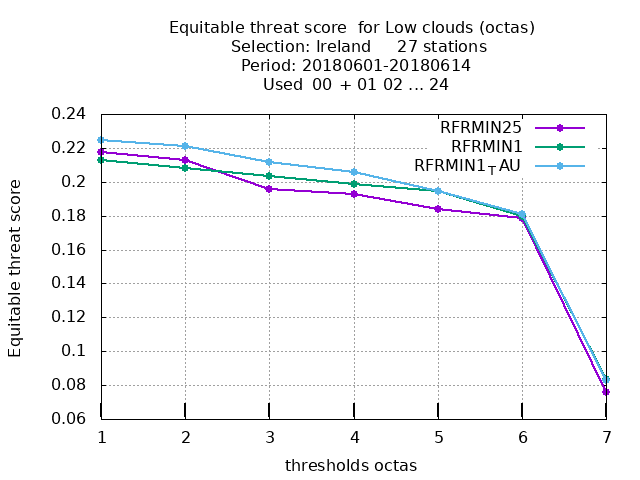 Equitable threat score  for Low clouds (octas)
Selection: Ireland     27 stations
Period: 20180601-20180614
Used  00  + 01 02 ... 24
RFRMIN25
RFRMIN1
RFRMIN1TAU
0.24
0.22
0.2
0.18
0.16
0.14
0.12
0.1
0.08
0.06
Equitable threat score
1 2 3 4 5 6 7
thresholds octas